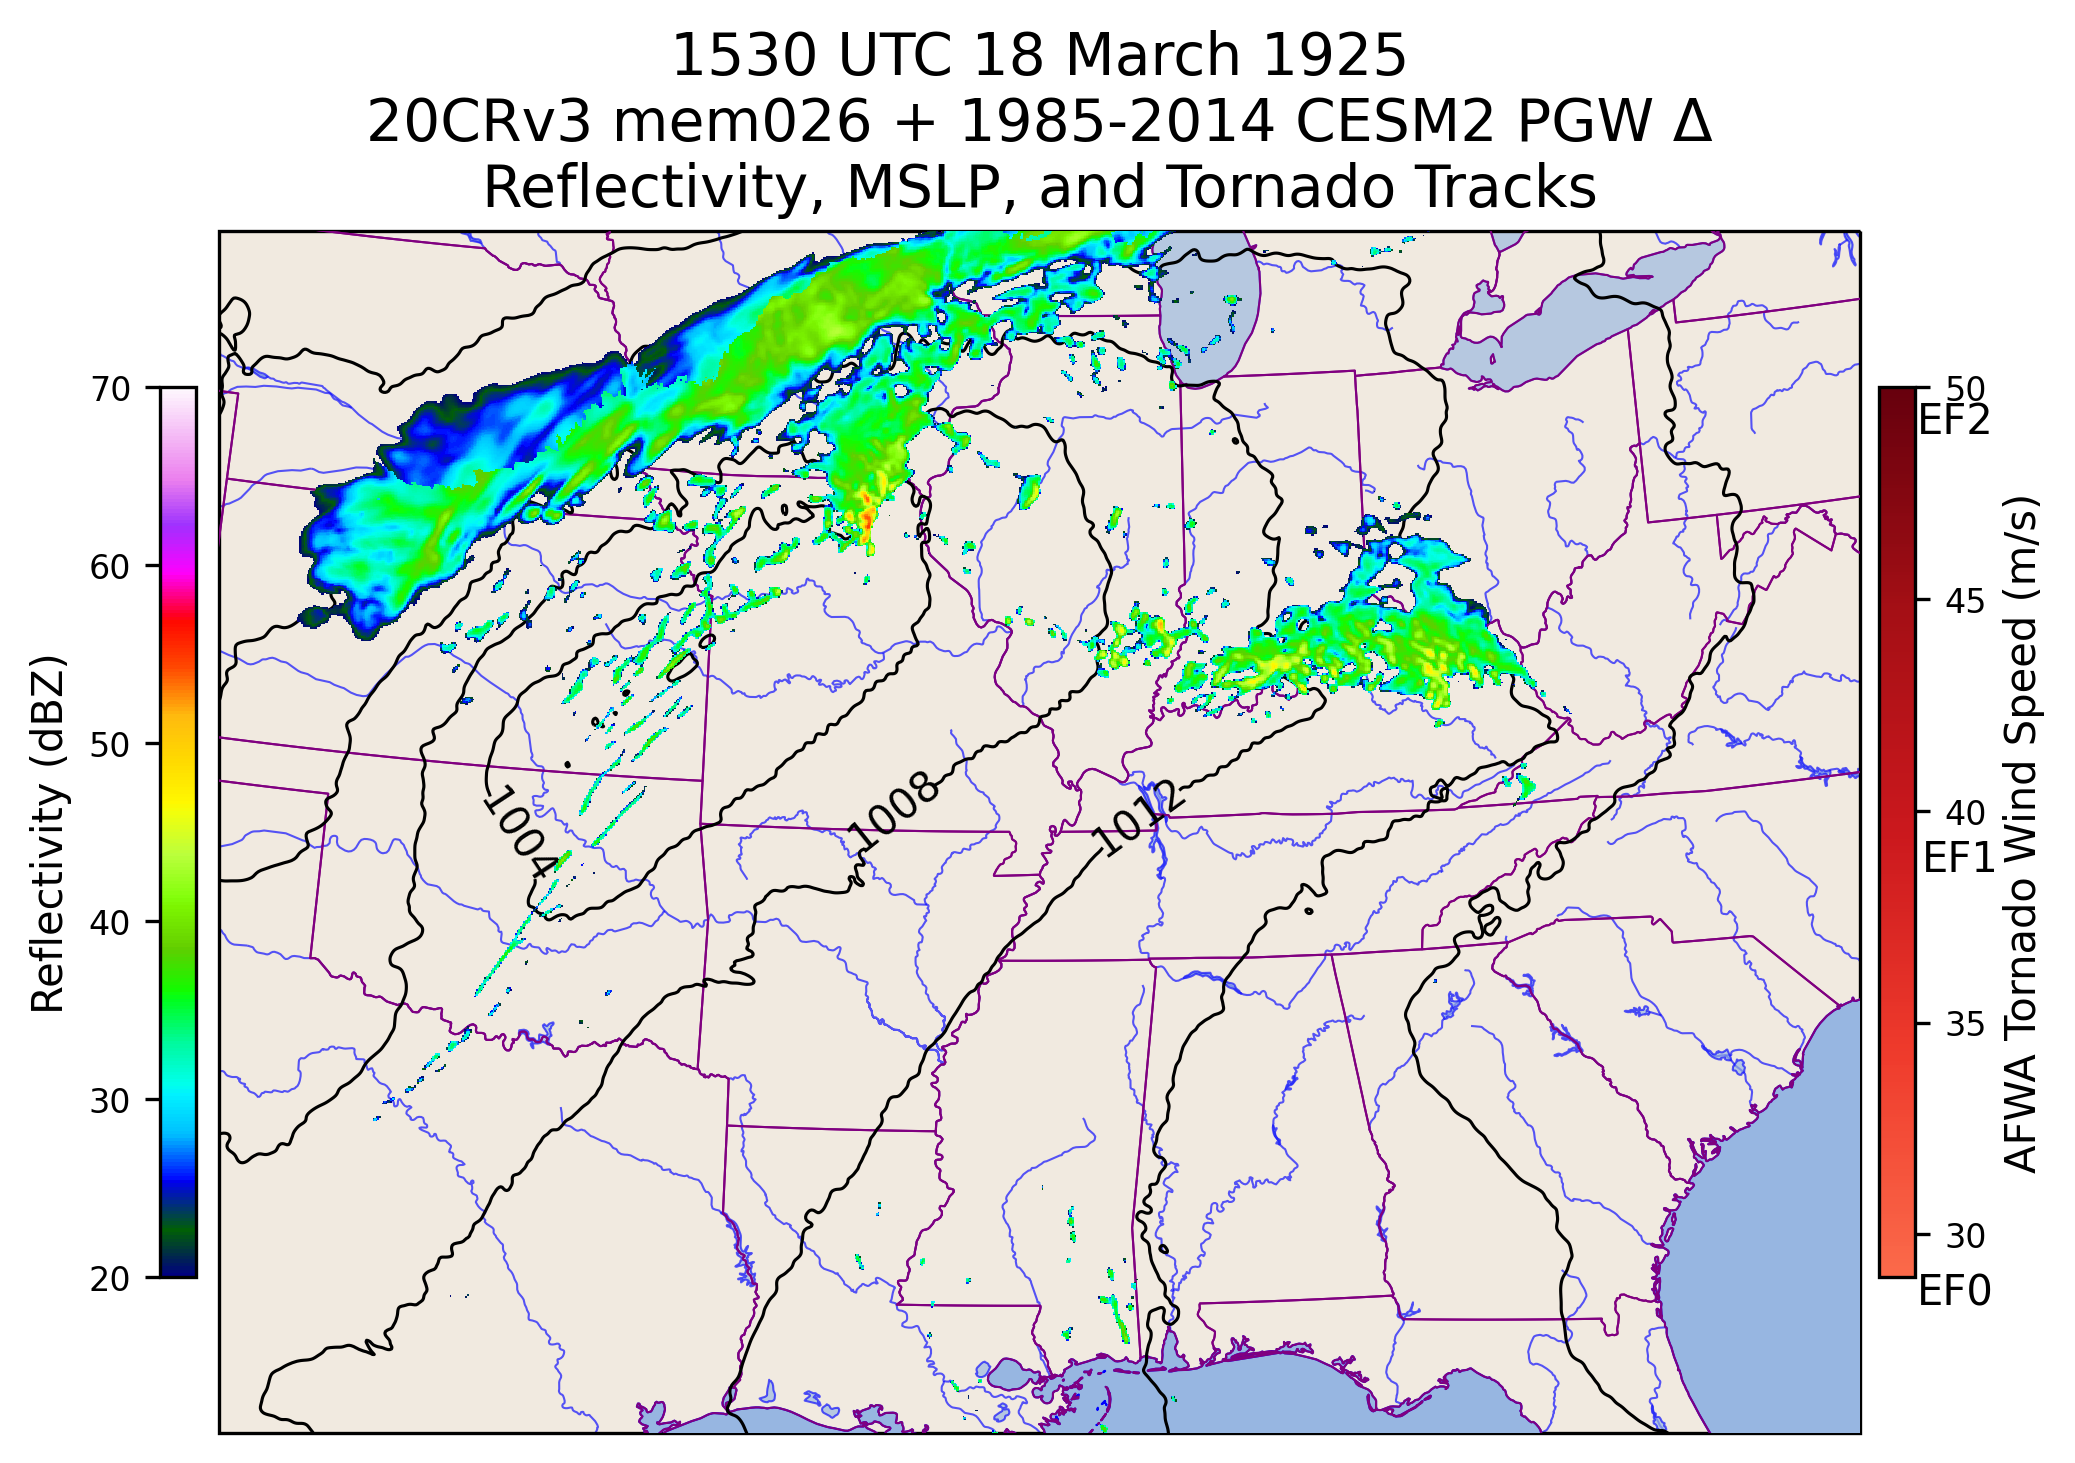 1530 UTC 18 March 1925
20CRv3 mem026 + 1985-2014 CESM2 PGW Δ
Reflectivity, MSLP, and Tornado Tracks
70
60
50
40
30
20
Reflectivity (dBZ)
1004
1008
1012
50
EF2
45
40
EF1
35
30
EF0
AFWA Tornado Wind Speed (m/s)